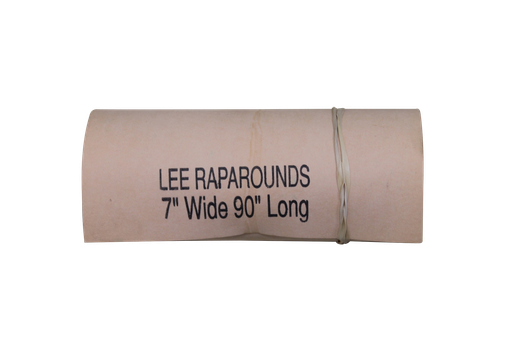 LEE RAPAROUNDS
7" Wide 90" Long